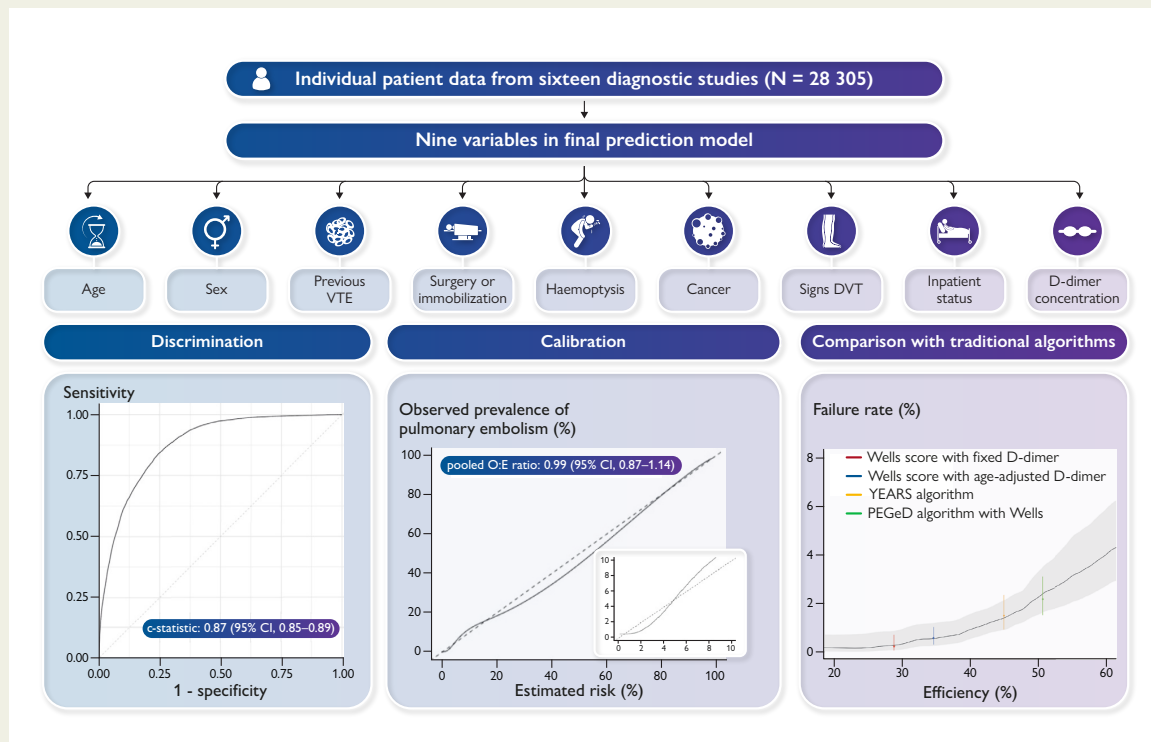 Individual patient data from sixteen diagnostic studies (N = 28 305)
Nine variables in final prediction model
Age
Sex
Previous
VTE
Surgery or
immobilization
Haemoptysis
Cancer
Signs DVT
Inpatient
status
D-dimer
concentration
Discrimination
Sensitivity
1.00
0.75
0.50
0.25
0.00
c-statistic: 0.87 (95% CI, 0.85–0.89)
0.00 0.25 0.50 0.75 1.00
1 - specificity
Calibration
Observed prevalence of
pulmonary embolism (%)
100
80
60
40
20
0
pooled O:E ratio: 0.99 (95% CI, 0.87–1.14)
10
8
6
4
2
0
0 2 4 6 8 10
0 20 40 60 80 100
Estimated risk (%)
Comparison with traditional algorithms
Failure rate (%)
8
6
4
2
0
Wells score with fixed D-dimer
Wells score with age-adjusted D-dimer
YEARS algorithm
PEGeD algorithm with Wells
20 30 40 50 60
Efficiency (%)